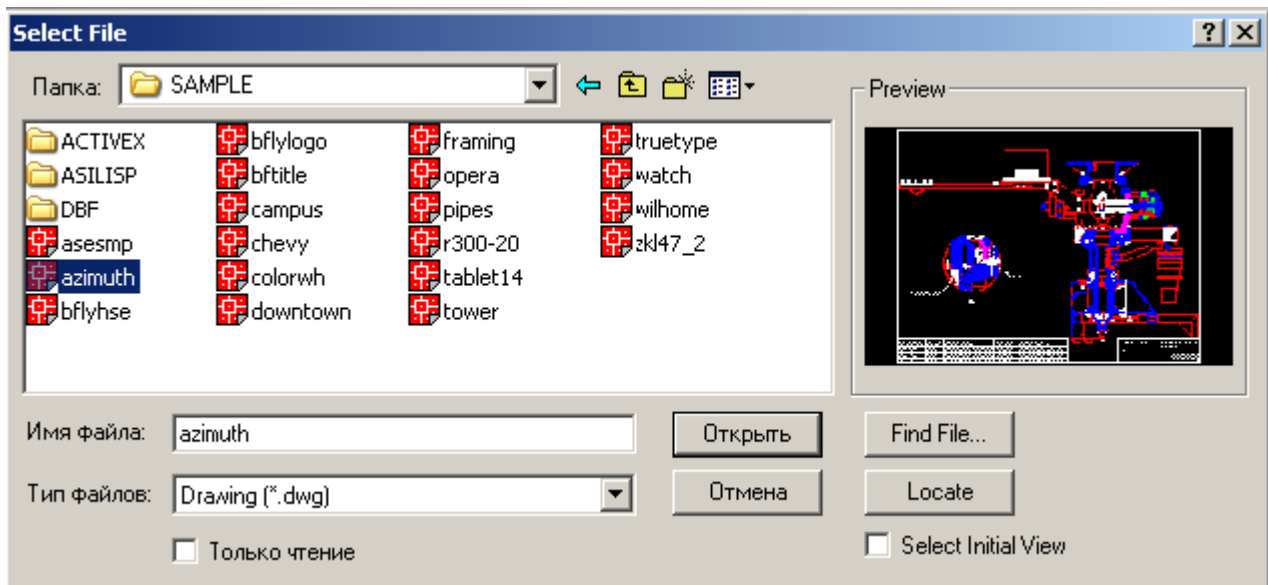 Select File
Папка: SAMPLE
Preview
ACTIVEX bflylogo framing truetype
ASILISP bftitle opera watch
DBF campus pipes wilhome
asesmp chevy r300-20 zkl47_2
azimuth colorwh tablet14
bflyhse downtown tower
Имя файла: azimuth Открыть Find File...
Тип файлов: Drawing (*.dwg) Отмена Locate
Только чтение Select Initial View